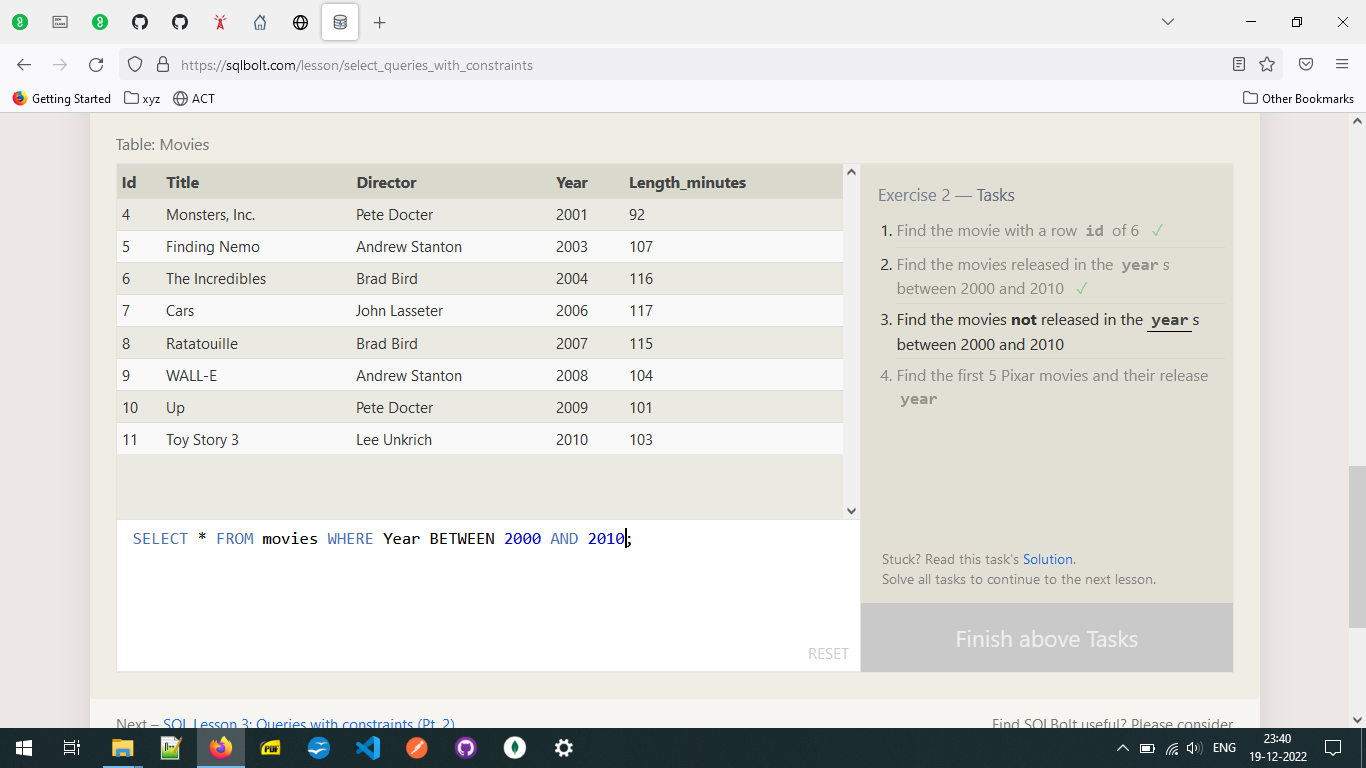 https://sqlbolt.com/lesson/select_queries_with_constraints
Getting Started xyz ACT Other Bookmarks
Table: Movies
Id Title Director Year Length_minutes
4 Monsters, Inc. Pete Docter 2001 92
5 Finding Nemo Andrew Stanton 2003 107
6 The Incredibles Brad Bird 2004 116
7 Cars John Lasseter 2006 117
8 Ratatouille Brad Bird 2007 115
9 WALL-E Andrew Stanton 2008 104
10 Up Pete Docter 2009 101
11 Toy Story 3 Lee Unkrich 2010 103
SELECT * FROM movies WHERE Year BETWEEN 2000 AND 2010;
RESET
Exercise 2 — Tasks
1. Find the movie with a row id of 6 ✓
2. Find the movies released in the year s
between 2000 and 2010 ✓
3. Find the movies not released in the year s
between 2000 and 2010
4. Find the first 5 Pixar movies and their release
year
Stuck? Read this task's Solution.
Solve all tasks to continue to the next lesson.
Finish above Tasks
Next – SQL Lesson 3: Queries with constraints (Pt. 2)
Find SQLBolt useful? Please consider
PDF
ENG
23:40
19-12-2022